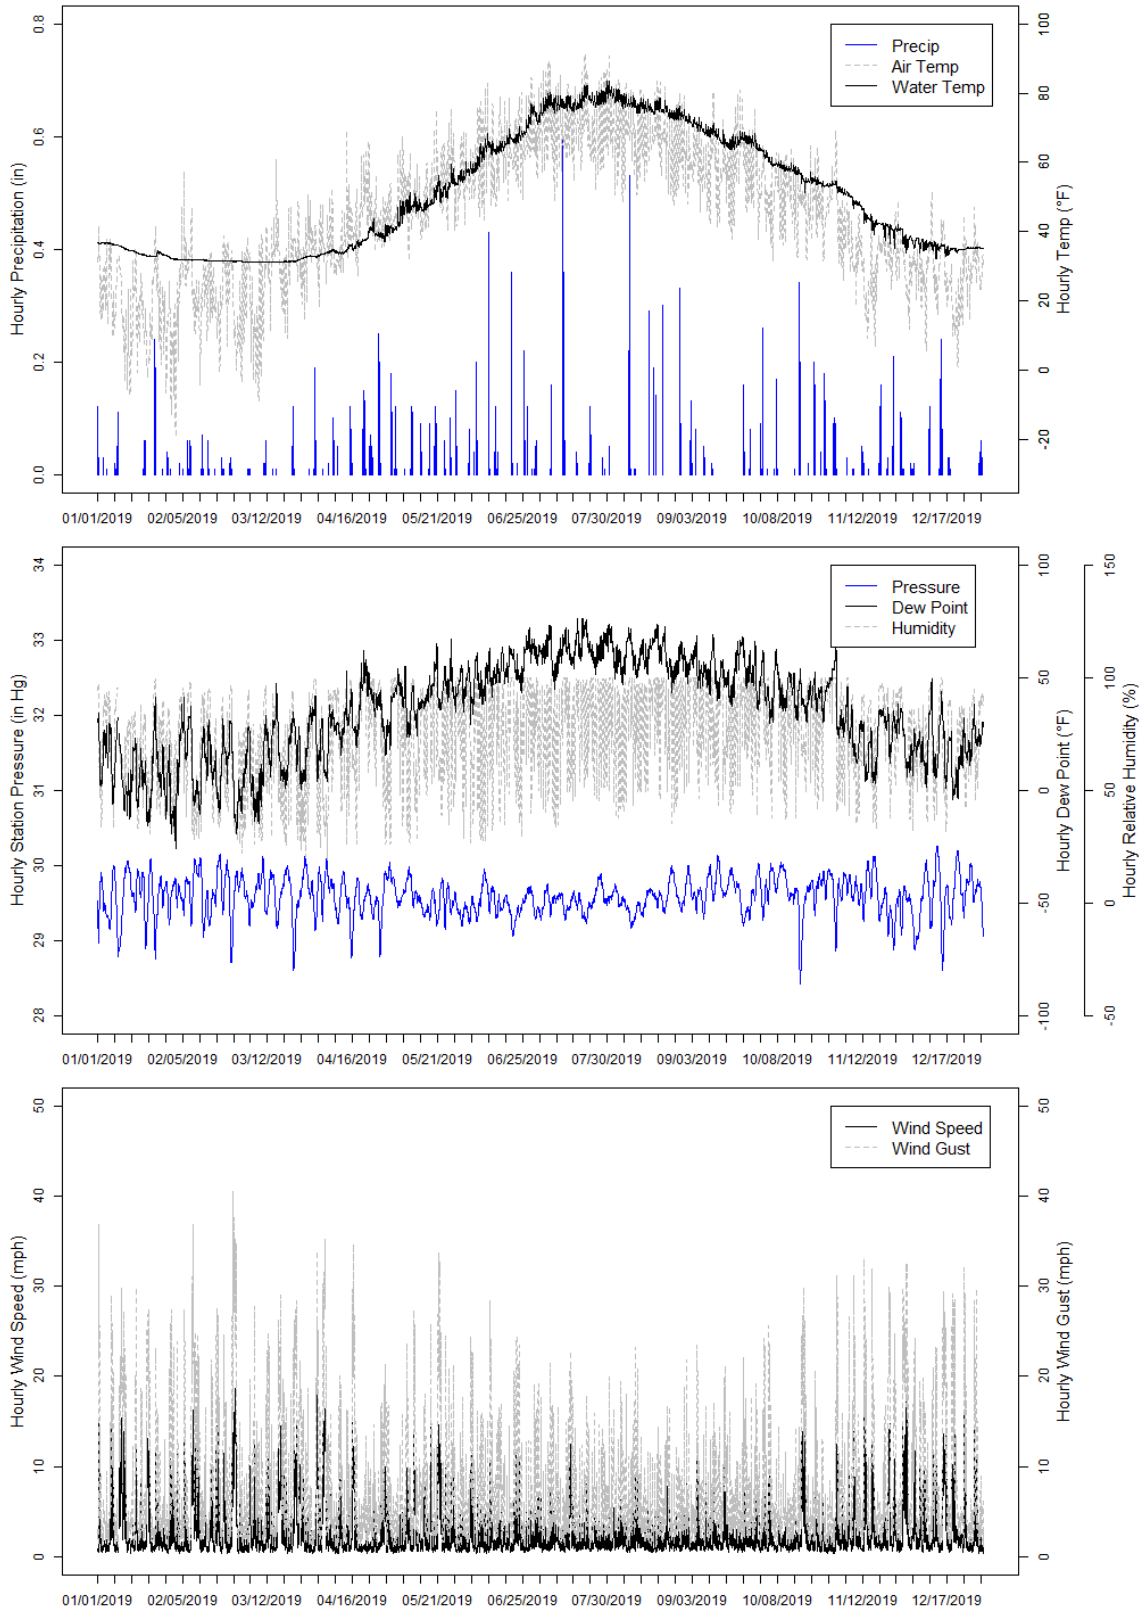 Hourly Precipitation (in)
0.0 0.2 0.4 0.6 0.8
Precip
Air Temp
Water Temp
-20 0 20 40 60 80 100
Hourly Temp (°F)
01/01/2019 02/05/2019 03/12/2019 04/16/2019 05/21/2019 06/25/2019 07/30/2019 09/03/2019 10/08/2019 11/12/2019 12/17/2019
Hourly Station Pressure (in Hg)
28 29 30 31 32 33 34
Pressure
Dew Point
Humidity
-100 -50 0 50 100
Hourly Dew Point (°F)
-50 0 50 100 150
Hourly Relative Humidity (%)
01/01/2019 02/05/2019 03/12/2019 04/16/2019 05/21/2019 06/25/2019 07/30/2019 09/03/2019 10/08/2019 11/12/2019 12/17/2019
Hourly Wind Speed (mph)
0 10 20 30 40 50
Wind Speed
Wind Gust
0 10 20 30 40 50
Hourly Wind Gust (mph)
01/01/2019 02/05/2019 03/12/2019 04/16/2019 05/21/2019 06/25/2019 07/30/2019 09/03/2019 10/08/2019 11/12/2019 12/17/2019